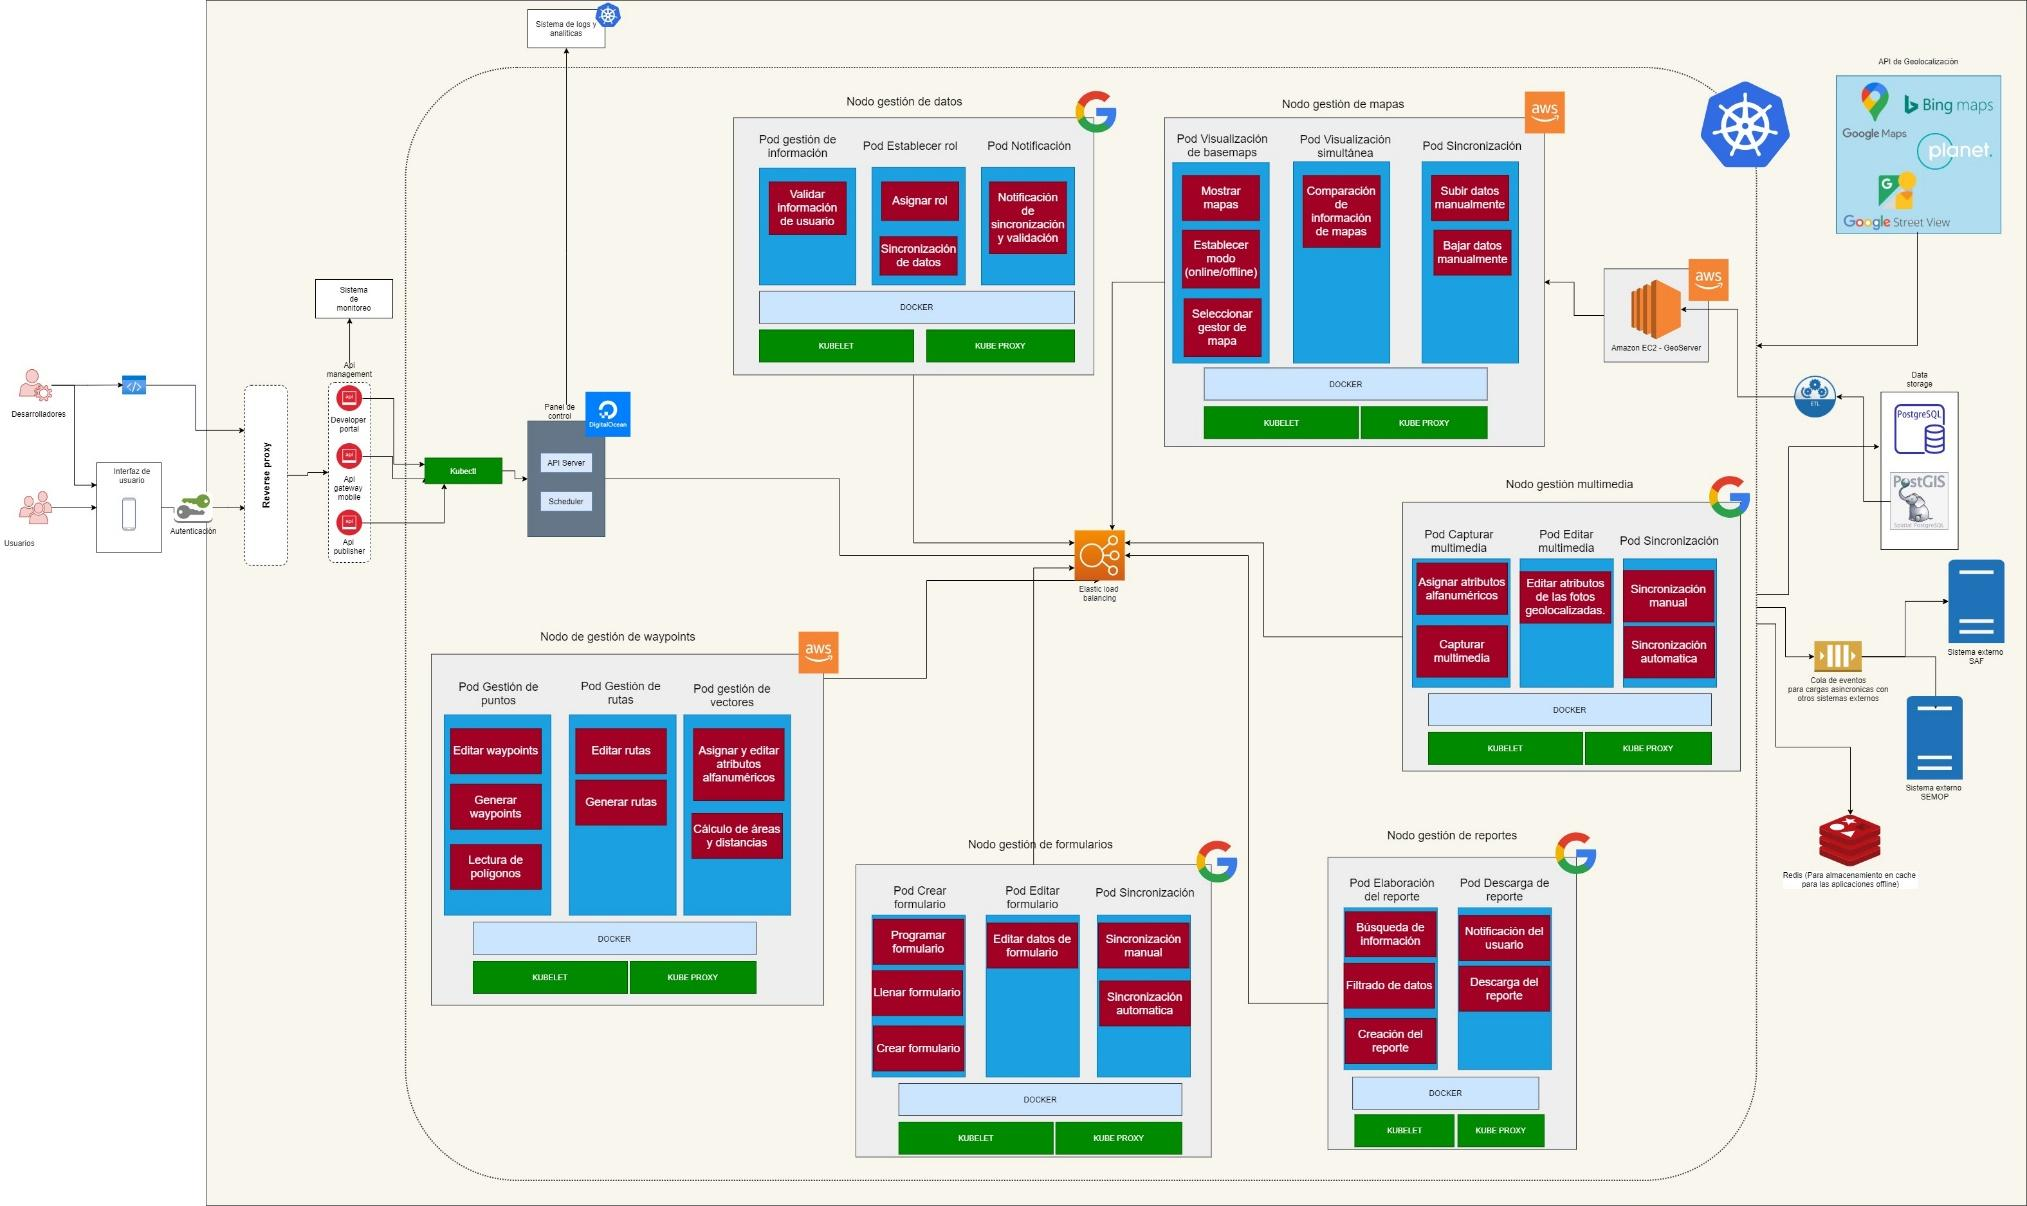 Sistema de logs y
analíticas
API de Geolocalización
Google Maps
Bing maps
planet.
Google Street View
Nodo gestión de datos
Pod gestión de
información
Pod Establecer rol
Pod Notificación
Validar
información
de usuario
Asignar rol
Sincronización
de datos
Notificación
de
sincronización
y validación
DOCKER
KUBELET
KUBE PROXY
Nodo gestión de mapas
aws
Pod Visualización
de basemaps
Pod Visualización
simultánea
Pod Sincronización
Mostrar
mapas
Establecer
modo
(online/offline)
Seleccionar
gestor de
mapa
Comparación
de
información
de mapas
Subir datos
manualmente
Bajar datos
manualmente
DOCKER
KUBELET
KUBE PROXY
aws
Amazon EC2 - GeoServer
ETL
Data
storage
PostgreSQL
PostGIS
Spatial PostgreSQL
Sistema
de
monitoreo
Api
management
api
Developer
portal
api
Api
gateway
mobile
api
Api
publisher
Desarrolladores
Usuarios
Interfaz de
usuario
Autenticación
Reverse proxy
Kubectl
Panel de
control
DigitalOcean
API Server
Scheduler
Elastic load
balancing
Nodo gestión multimedia
Pod Capturar
multimedia
Pod Editar
multimedia
Pod Sincronización
Asignar atributos
alfanuméricos
Capturar
multimedia
Editar atributos
de las fotos
geolocalizadas.
Sincronización
manual
Sincronización
automatica
DOCKER
KUBELET
KUBE PROXY
Sistema externo
SAF
Cola de eventos
para cargas asincronicas con
otros sistemas externos
Sistema externo
SEMOP
Redis (Para almacenamiento en cache
para las aplicaciones offline)
Nodo de gestión de waypoints
aws
Pod Gestión de
puntos
Pod Gestión de
rutas
Pod gestión de
vectores
Editar waypoints
Generar
waypoints
Lectura de
polígonos
Editar rutas
Generar rutas
Asignar y editar
atributos
alfanuméricos
Cálculo de áreas
y distancias
DOCKER
KUBELET
KUBE PROXY
Nodo gestión de formularios
Pod Crear
formulario
Pod Editar
formulario
Pod Sincronización
Programar
formulario
Llenar formulario
Crear formulario
Editar datos de
formulario
Sincronización
manual
Sincronización
automatica
DOCKER
KUBELET
KUBE PROXY
Nodo gestión de reportes
Pod Elaboración
del reporte
Pod Descarga de
reporte
Búsqueda de
información
Filtrado de datos
Creación del
reporte
Notificación del
usuario
Descarga del
reporte
DOCKER
KUBELET
KUBE PROXY